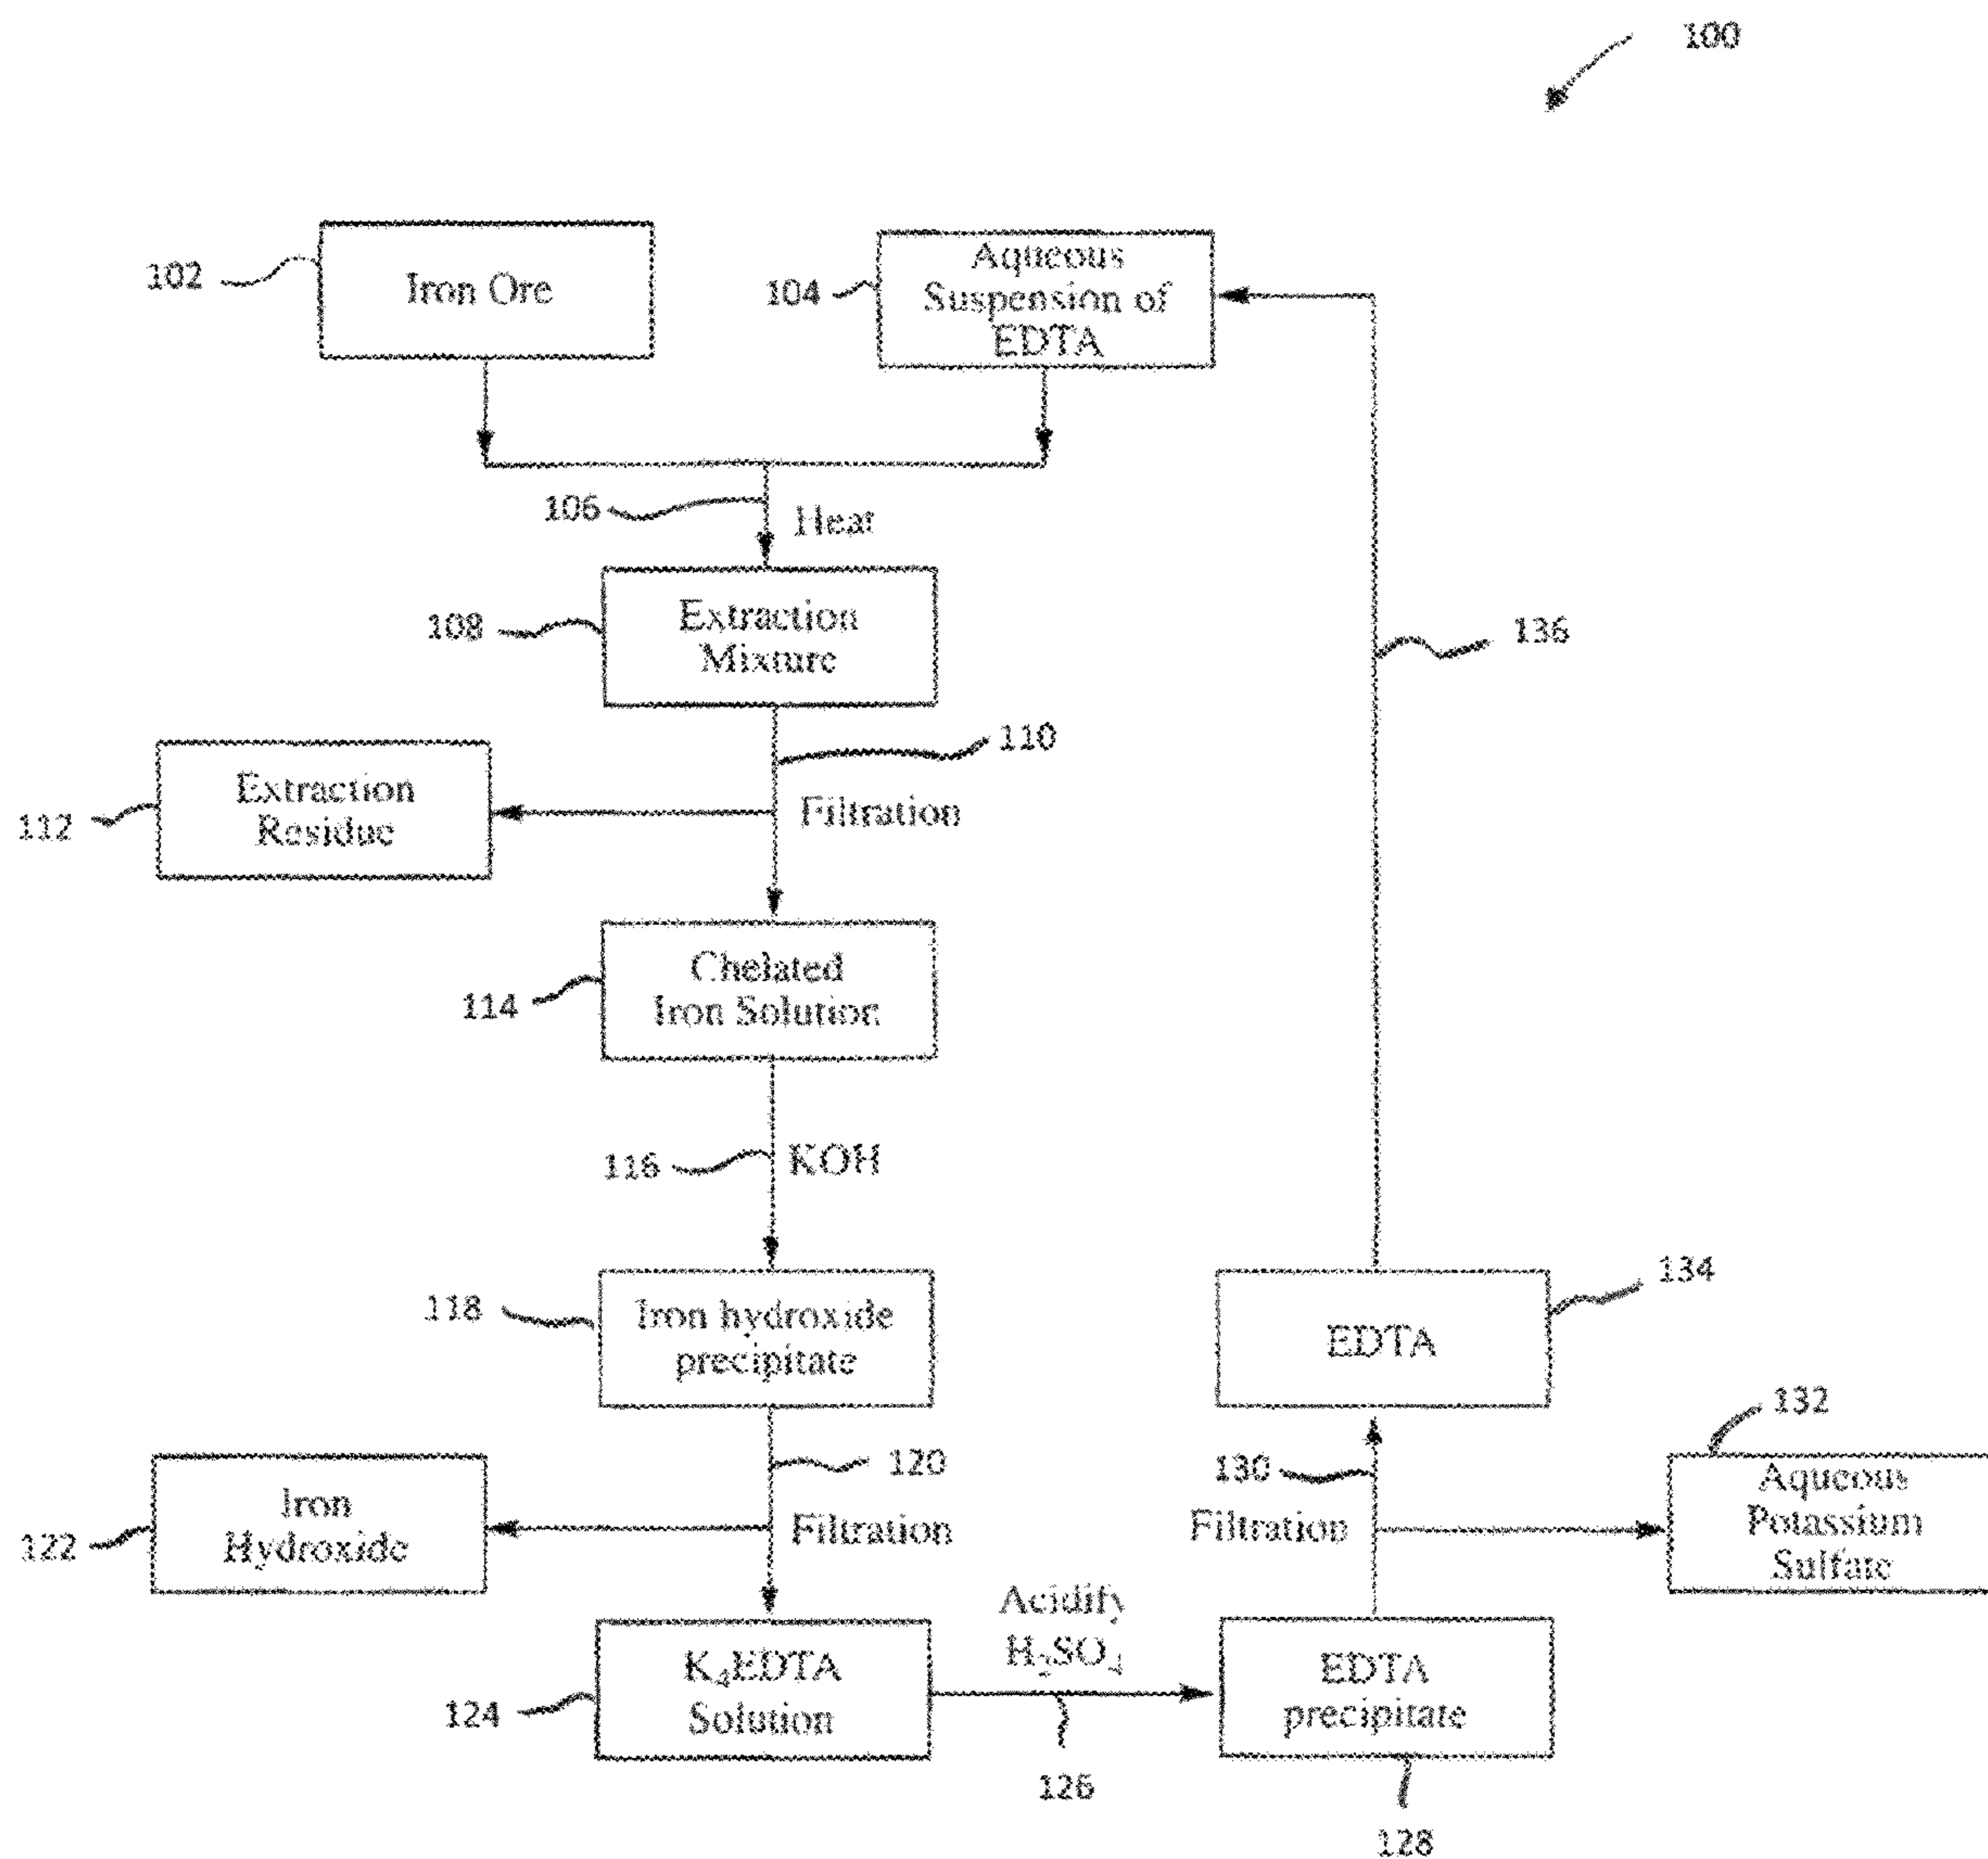 100
102
Iron Ore
104
Aqueous
Suspension of
EDTA
106
Heat
108
Extraction
Mixture
136
110
112
Extraction
Residue
Filtration
114
Chelated
Iron Solution
116
KOH
118
Iron hydroxide
precipitate
134
EDTA
132
120
130
122
Iron
Hydroxide
Filtration
Filtration
Aqueous
Potassium
Sulfate
124
K₄EDTA
Solution
Acidify
H₂SO₄
126
EDTA
precipitate
128